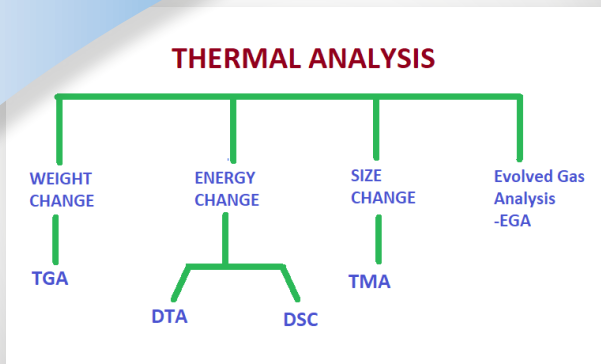 THERMAL ANALYSIS
WEIGHT
CHANGE
TGA
ENERGY
CHANGE
DTA
DSC
SIZE
CHANGE
TMA
Evolved Gas
Analysis
-EGA